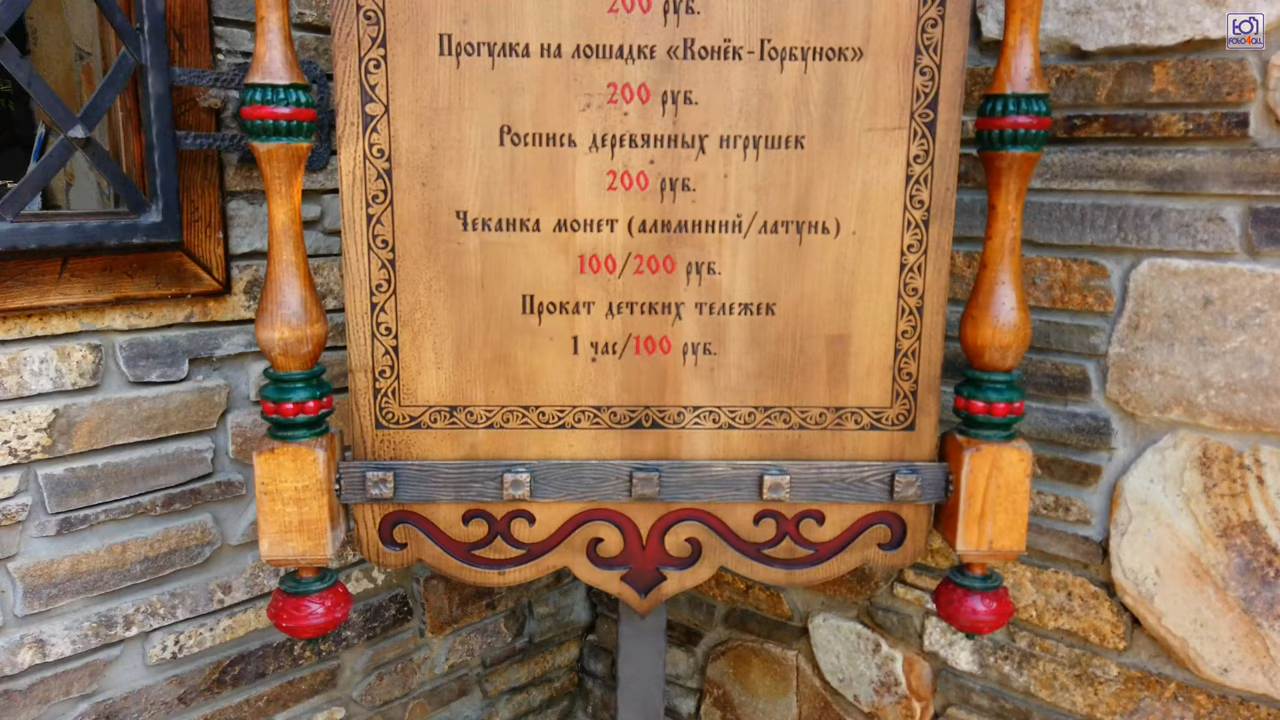 200 руб.
Прогулка на лошадке «Конёк-Горбунок»
200 руб.
Роспись деревянных игрушек
200 руб.
Чеканка монет (алюминий/латунь)
100/200 руб.
Прокат детских тележек
1 час/100 руб.
FOTO4ALL